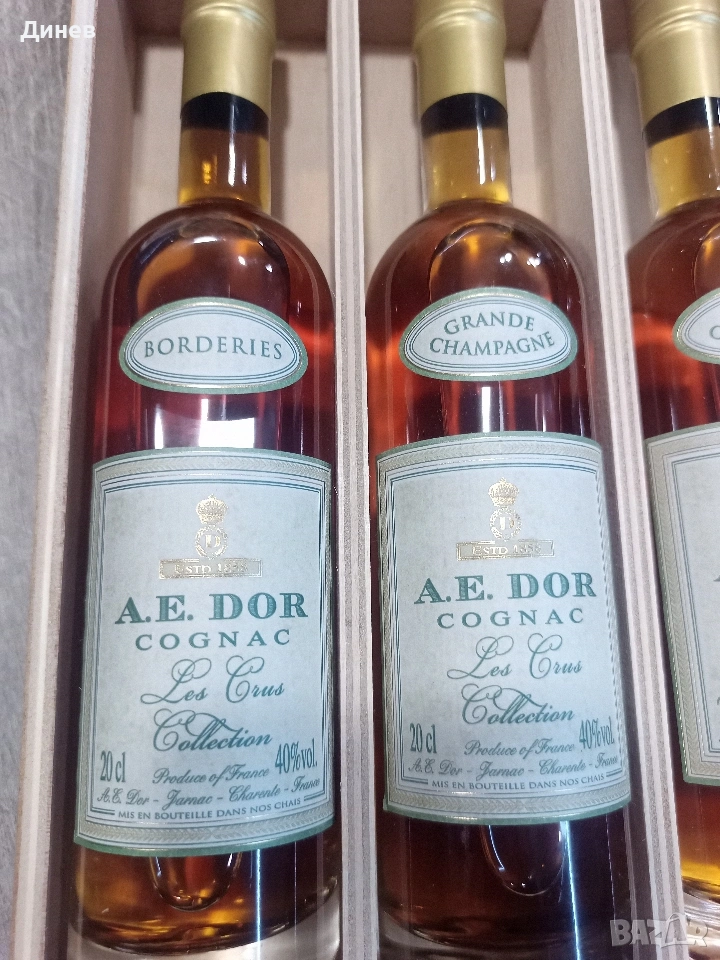 Динев
BORDERIES
ESTD 1858
A.E. DOR
COGNAC
Les Crus
Collection
20 cl
40% vol.
Produce of France
A.E. Dor - Jarnac - Charente - France
MIS EN BOUTEILLE DANS NOS CHAIS
GRANDE
CHAMPAGNE
ESTD 1858
A.E. DOR
COGNAC
Les Crus
Collection
20 cl
40% vol.
Produce of France
A.E. Dor - Jarnac - Charente - France
MIS EN BOUTEILLE DANS NOS CHAIS
BAZAR